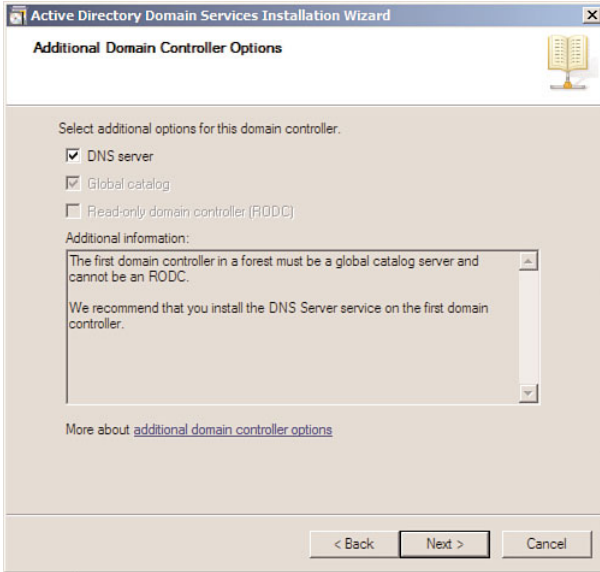 Active Directory Domain Services Installation Wizard
Additional Domain Controller Options
Select additional options for this domain controller.
DNS server
Global catalog
Read-only domain controller (RODC)
Additional information:
The first domain controller in a forest must be a global catalog server and
cannot be an RODC.
We recommend that you install the DNS Server service on the first domain
controller.
More about additional domain controller options
< Back
Next >
Cancel